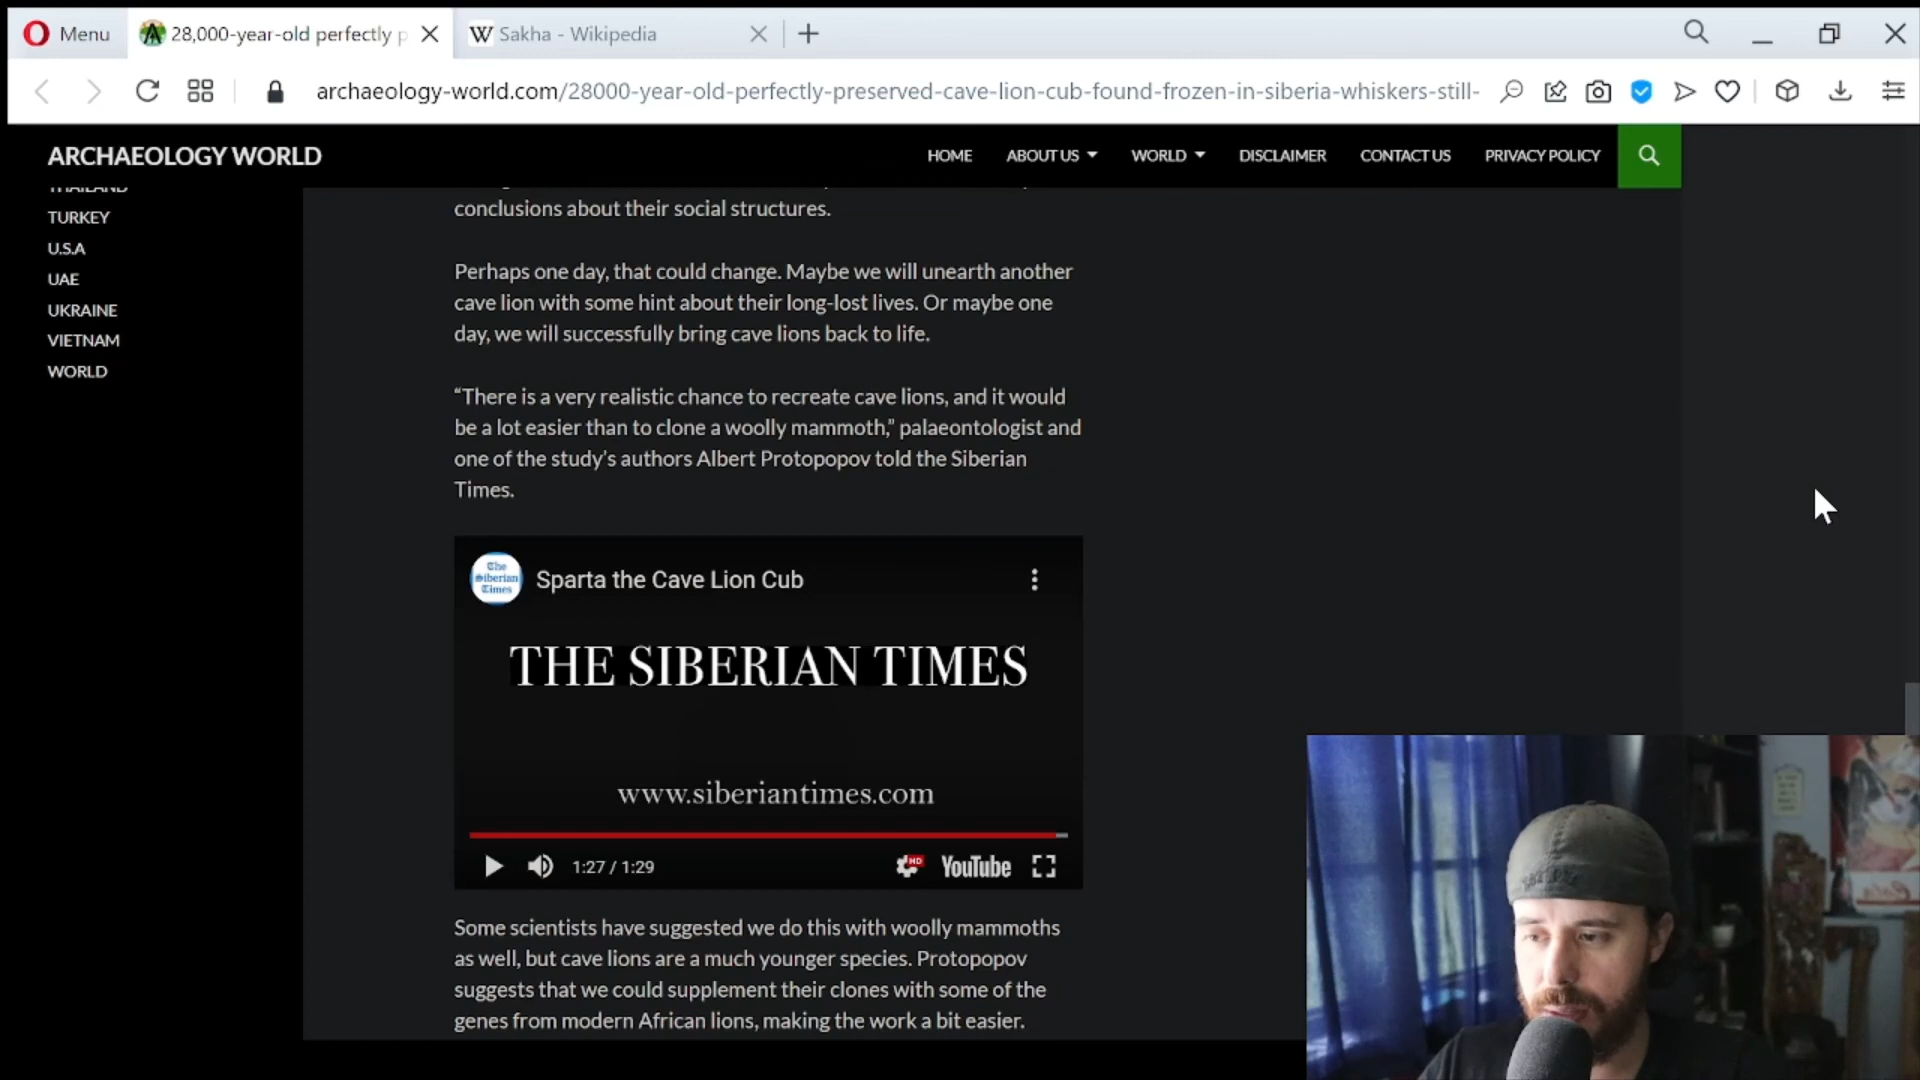 Menu
28,000-year-old perfectly p
Sakha - Wikipedia
archaeology-world.com/28000-year-old-perfectly-preserved-cave-lion-cub-found-frozen-in-siberia-whiskers-still-
ARCHAEOLOGY WORLD
HOME
ABOUT US
WORLD
DISCLAIMER
CONTACT US
PRIVACY POLICY
THAILAND
TURKEY
U.S.A
UAE
UKRAINE
VIETNAM
WORLD
conclusions about their social structures.
Perhaps one day, that could change. Maybe we will unearth another
cave lion with some hint about their long-lost lives. Or maybe one
day, we will successfully bring cave lions back to life.
“There is a very realistic chance to recreate cave lions, and it would
be a lot easier than to clone a woolly mammoth,” palaeontologist and
one of the study's authors Albert Protopopov told the Siberian
Times.
The
Siberian
Times
Sparta the Cave Lion Cub
THE SIBERIAN TIMES
www.siberiantimes.com
1:27 / 1:29
HD
YouTube
Some scientists have suggested we do this with woolly mammoths
as well, but cave lions are a much younger species. Protopopov
suggests that we could supplement their clones with some of the
genes from modern African lions, making the work a bit easier.